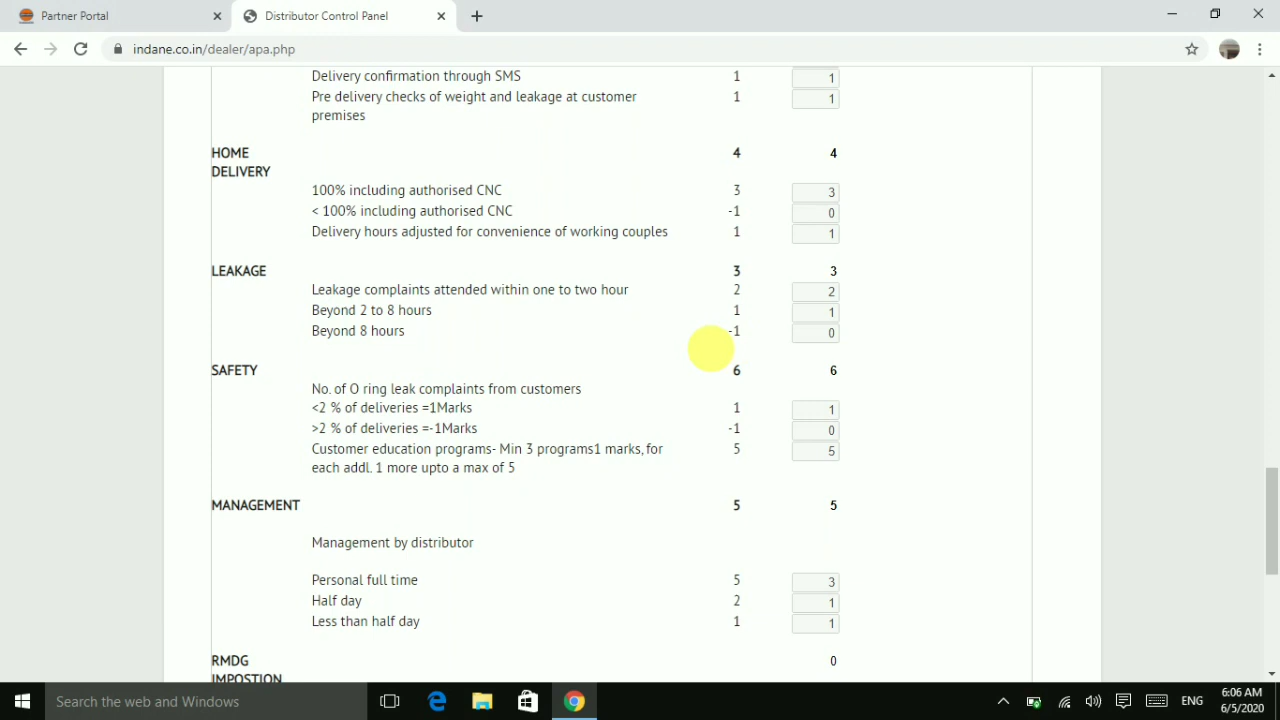 Partner Portal
Distributor Control Panel
indane.co.in/dealer/apa.php
Delivery confirmation through SMS 1 1
Pre delivery checks of weight and leakage at customer 1 1
premises
HOME 4 4
DELIVERY
100% including authorised CNC 3 3
< 100% including authorised CNC -1 0
Delivery hours adjusted for convenience of working couples 1 1
LEAKAGE 3 3
Leakage complaints attended within one to two hour 2 2
Beyond 2 to 8 hours 1 1
Beyond 8 hours -1 0
SAFETY 6 6
No. of O ring leak complaints from customers
<2 % of deliveries =1Marks 1 1
>2 % of deliveries =-1Marks -1 0
Customer education programs- Min 3 programs1 marks, for 5 5
each addl. 1 more upto a max of 5
MANAGEMENT 5 5
Management by distributor
Personal full time 5 3
Half day 2 1
Less than half day 1 1
RMDG 0
IMPOSTION
Search the web and Windows
ENG
6:06 AM
6/5/2020